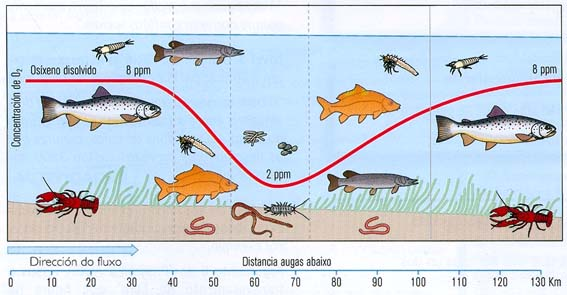 Concentración de O₂
Osíxeno disolvido
8 ppm
8 ppm
2 ppm
Dirección do fluxo
Distancia augas abaixo
0 10 20 30 40 50 60 70 80 90 100 110 120 130 Km